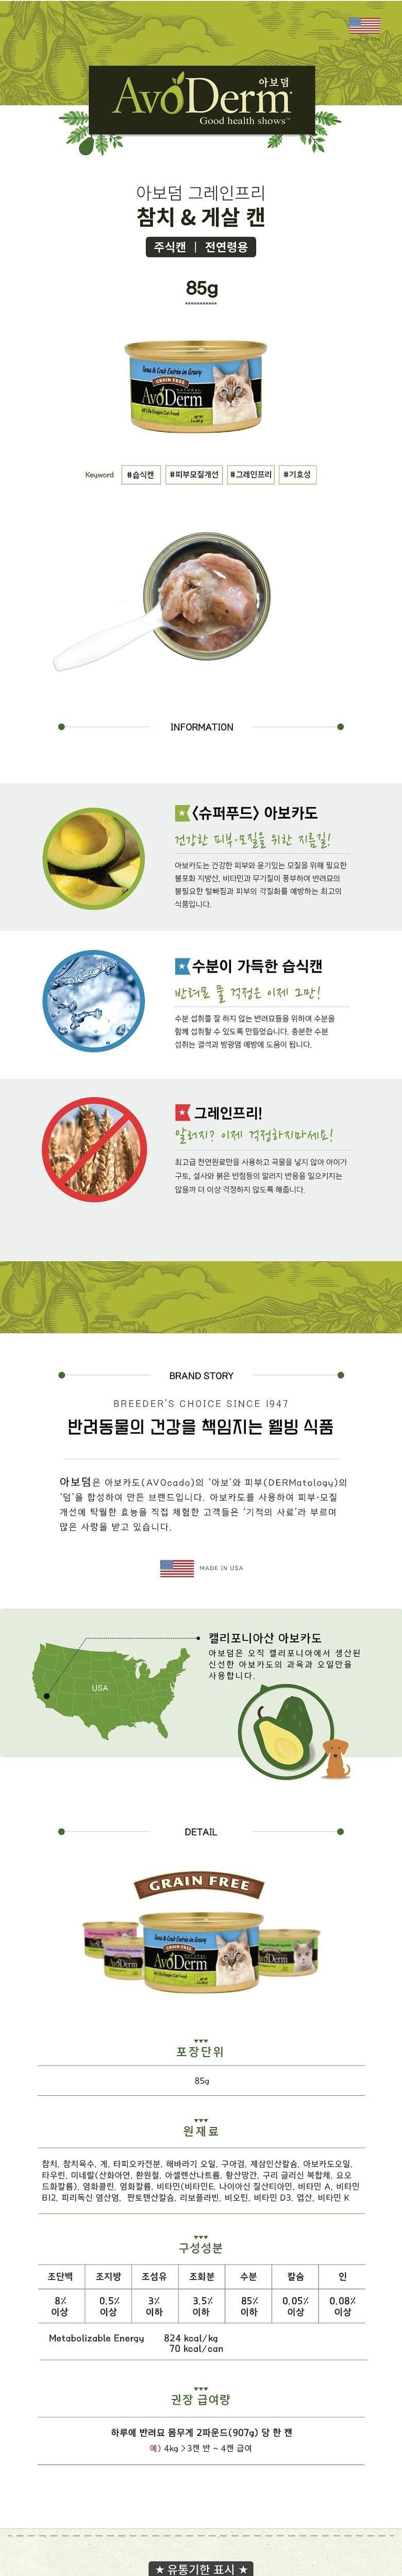 MADE IN USA
아보덤
AvoDerm
Good health shows™
아보덤 그레인프리
참치 & 게살 캔
주식캔 | 전연령용
85g
Tuna & Crab Entrée in Gravy
GRAIN FREE
NATURAL
AvoDerm
All Life Stages Cat Food
Keyword #습식캔 #피부모질개선 #그레인프리 #기호성
INFORMATION
<슈퍼푸드> 아보카도
건강한 피부·모질을 위한 지름길!
아보카도는 건강한 피부와 윤기있는 모질을 위해 필요한
불포화 지방산, 비타민과 무기질이 풍부하여 반려묘의
불필요한 털빠짐과 피부의 각질화를 예방하는 최고의
식품입니다.
수분이 가득한 습식캔
반려묘 물 걱정은 이제 그만!
수분 섭취를 잘 하지 않는 반려묘들을 위하여 수분을
함께 섭취할 수 있도록 만들었습니다. 충분한 수분
섭취는 결석과 방광염 예방에 도움이 됩니다.
그레인프리!
알러지? 이제 걱정하지마세요!
최고급 천연원료만을 사용하고 곡물을 넣지 않아 아이가
구토, 설사와 붉은 반점등의 알러지 반응을 일으키지는
않을까 더 이상 걱정하지 않도록 해줍니다.
BRAND STORY
BREEDER'S CHOICE SINCE 1947
반려동물의 건강을 책임지는 웰빙 식품
아보덤은 아보카도(AVOcado)의 '아보'와 피부(DERMatology)의
'덤'을 합성하여 만든 브랜드입니다. 아보카도를 사용하여 피부·모질
개선에 탁월한 효능을 직접 체험한 고객들은 '기적의 사료'라 부르며
많은 사랑을 받고 있습니다.
MADE IN USA
캘리포니아산 아보카도
아보덤은 오직 캘리포니아에서 생산된
신선한 아보카도의 과육과 오일만을
사용합니다.
USA
DETAIL
GRAIN FREE
Tuna & Crab Entrée in Gravy
GRAIN FREE
NATURAL
AvoDerm
All Life Stages Cat Food
포장단위
85g
원재료
참치, 참치육수, 게, 타피오카전분, 해바라기 오일, 구아검, 제삼인산칼슘, 아보카도오일,
타우린, 미네랄(산화아연, 환원철, 아셀렌산나트륨, 황산망간, 구리 글리신 복합체, 요오
드화칼륨), 염화콜린, 염화칼륨, 비타민(비타민E, 나이아신 질산티아민, 비타민 A, 비타민
B12, 피리독신 염산염, 판토텐산칼슘, 리보플라빈, 비오틴, 비타민 D3, 엽산, 비타민 K
구성성분
조단백 조지방 조섬유 조회분 수분 칼슘 인
8% 0.5% 3% 3.5% 85% 0.05% 0.08%
이상 이상 이하 이하 이하 이상 이상
Metabolizable Energy 824 kcal/kg
70 kcal/can
권장 급여량
하루에 반려묘 몸무게 2파운드(907g) 당 한 캔
예) 4kg > 3캔 반 ~ 4캔 급여
★ 유통기한 표시 ★